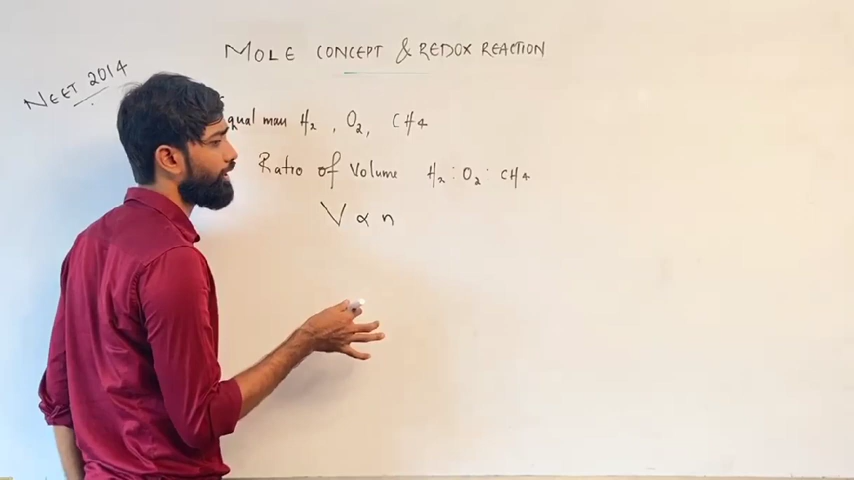 MOLE CONCEPT & REDOX REACTION
NEET 2014
qual mass H₂, O₂, CH₄
Ratio of Volume H₂ : O₂ : CH₄
V ∝ n